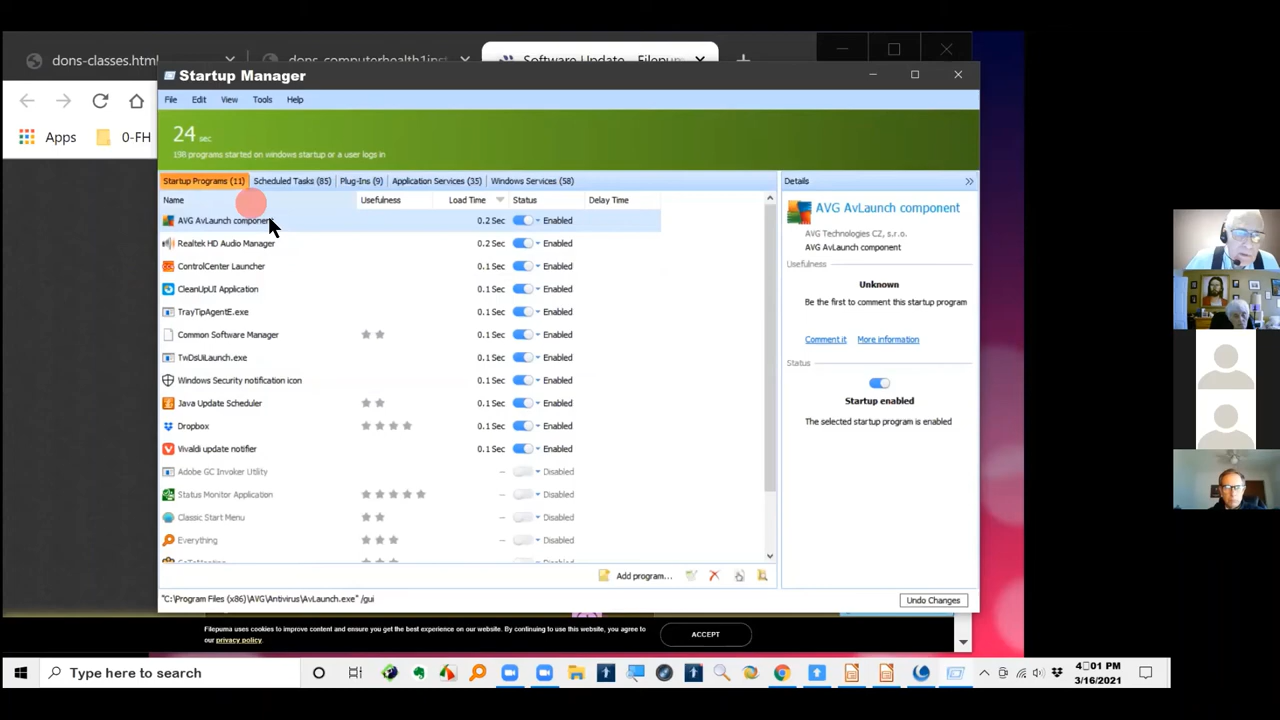 dons-classes.html
dons_computerhealth1inst
Software Update - Filepuma
Apps
0-FH
Startup Manager
File Edit View Tools Help
24 sec
198 programs started on windows startup or a user logs in
Startup Programs (11) Scheduled Tasks (85) Plug-Ins (9) Application Services (35) Windows Services (58)
Name Usefulness Load Time Status Delay Time
AVG AvLaunch component 0.2 Sec Enabled
Realtek HD Audio Manager 0.2 Sec Enabled
ControlCenter Launcher 0.1 Sec Enabled
CleanUpUI Application 0.1 Sec Enabled
TrayTipAgentE.exe 0.1 Sec Enabled
Common Software Manager 0.1 Sec Enabled
TwDsUiLaunch.exe 0.1 Sec Enabled
Windows Security notification icon 0.1 Sec Enabled
Java Update Scheduler 0.1 Sec Enabled
Dropbox 0.1 Sec Enabled
Vivaldi update notifier 0.1 Sec Enabled
Adobe GC Invoker Utility – Disabled
Status Monitor Application – Disabled
Classic Start Menu – Disabled
Everything – Disabled
Add program...
"C:\Program Files (x86)\AVG\Antivirus\AvLaunch.exe" /gui
Undo Changes
Details
AVG AvLaunch component
AVG Technologies CZ, s.r.o.
AVG AvLaunch component
Usefulness
Unknown
Be the first to comment this startup program
Comment it More information
Status
Startup enabled
The selected startup program is enabled
Filepuma uses cookies to improve content and ensure you get the best experience on our website. By continuing to use this website, you agree to
our privacy policy.
ACCEPT
Type here to search
4:01 PM
3/16/2021